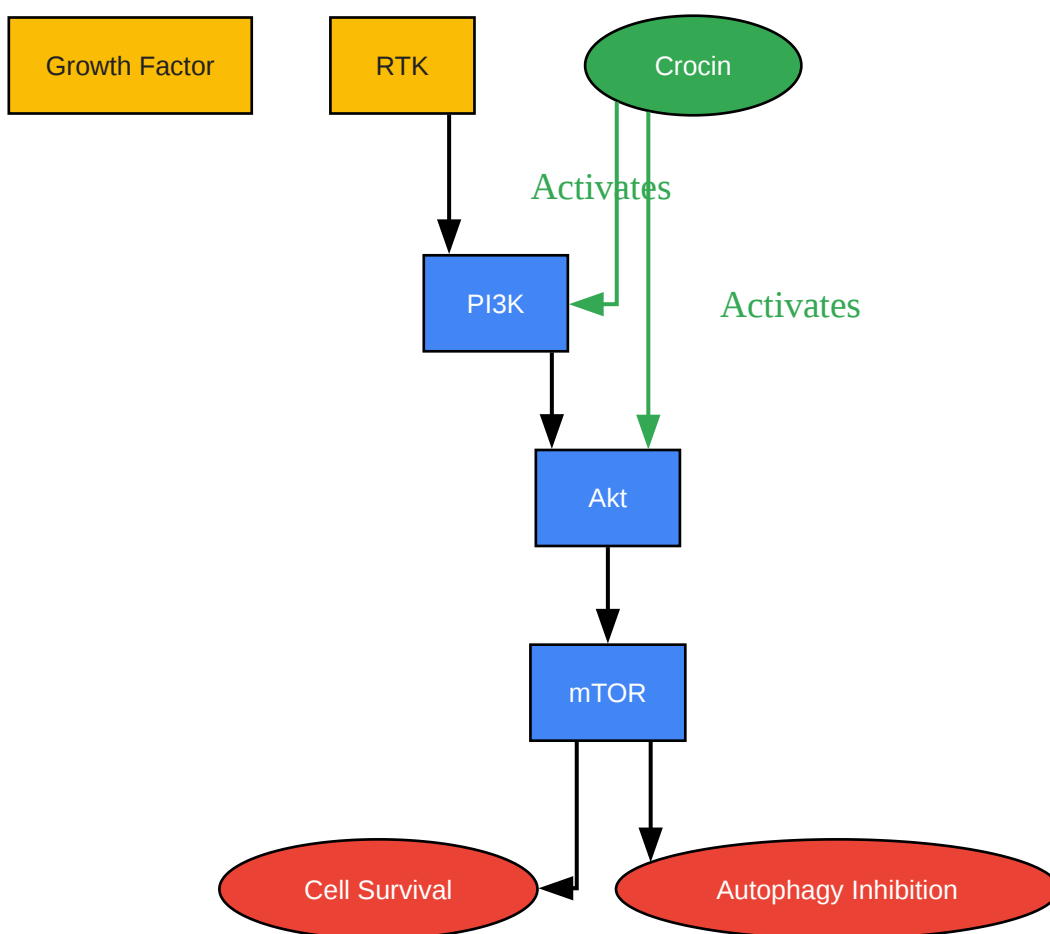 Growth Factor
RTK
Crocin
Activates
PI3K
Activates
Akt
mTOR
Cell Survival
Autophagy Inhibition